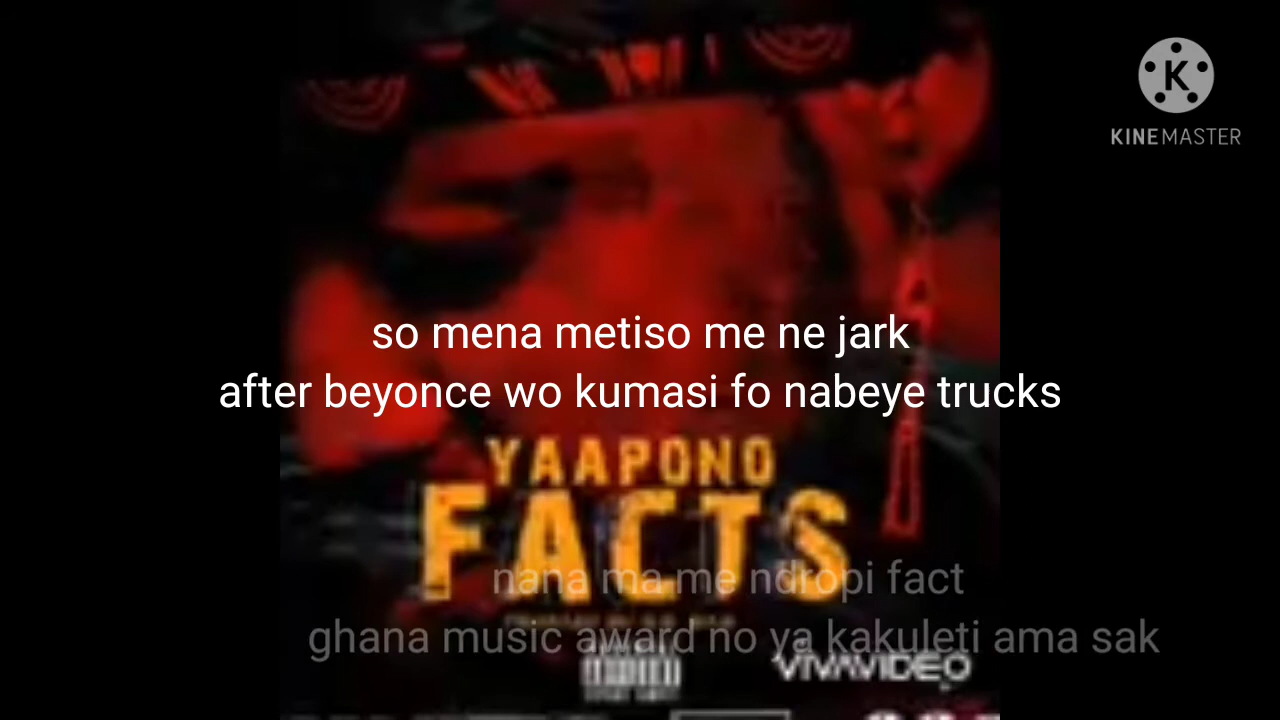 K
KINEMASTER
so mena metiso me ne jark
after beyonce wo kumasi fo nabeye trucks
YAAPONO
FACTS
nana ma me ndropi fact
ghana music award no ya kakuleti ama sak
VIVAVIDEO